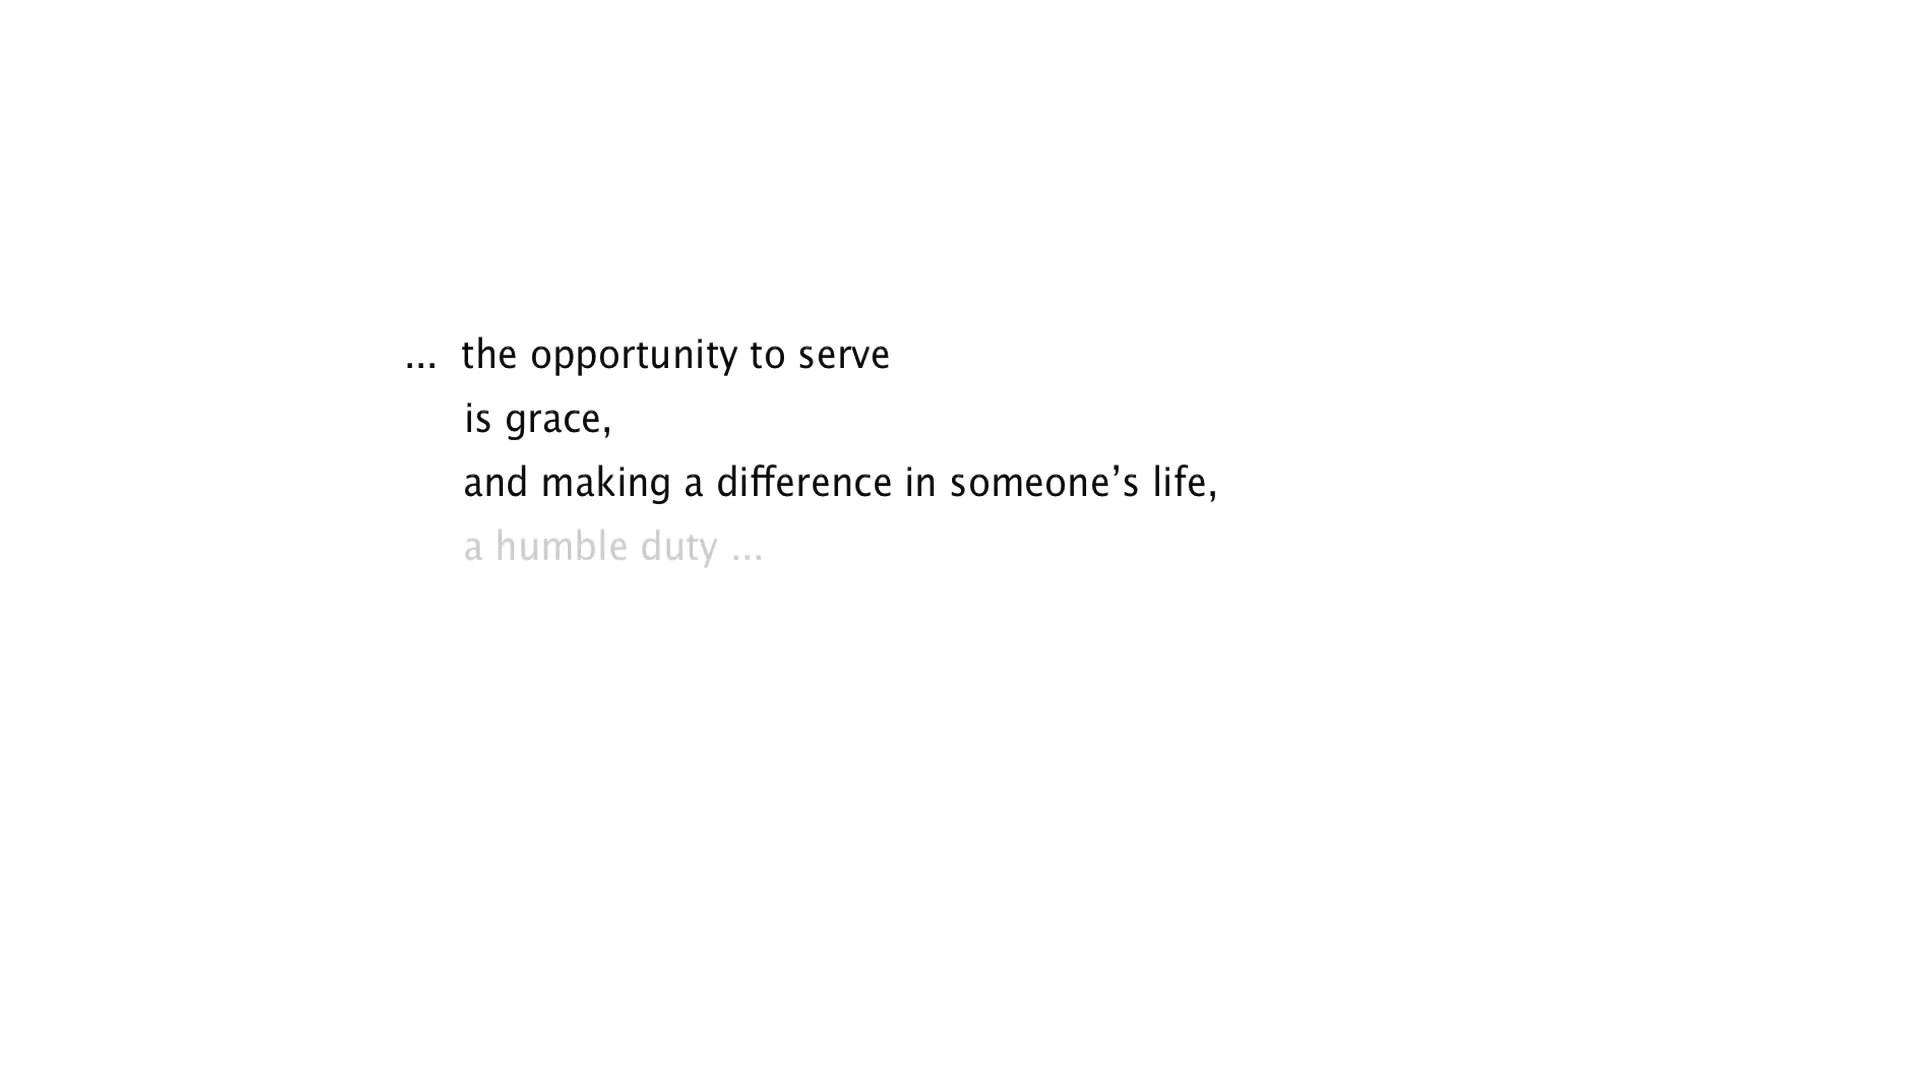 ... the opportunity to serve
is grace,
and making a difference in someone’s life,
a humble duty ...